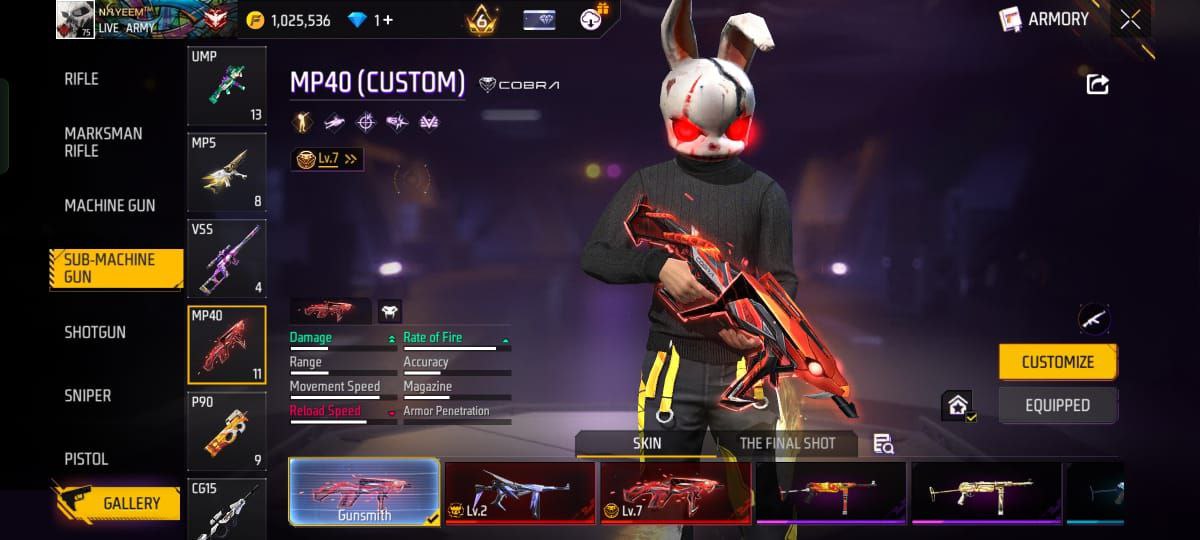 NAYEEM™
LIVE ARMY
75
1,025,536
1+
6
ARMORY
RIFLE
MARKSMAN
RIFLE
MACHINE GUN
SUB-MACHINE
GUN
SHOTGUN
SNIPER
PISTOL
GALLERY
UMP
13
MP5
8
VSS
4
MP40
11
P90
9
CG15
MP40 (CUSTOM)
COBRA
Lv.7
Damage
Rate of Fire
Range
Accuracy
Movement Speed
Magazine
Reload Speed
Armor Penetration
CUSTOMIZE
EQUIPPED
SKIN
THE FINAL SHOT
Gunsmith
Lv.2
Lv.7